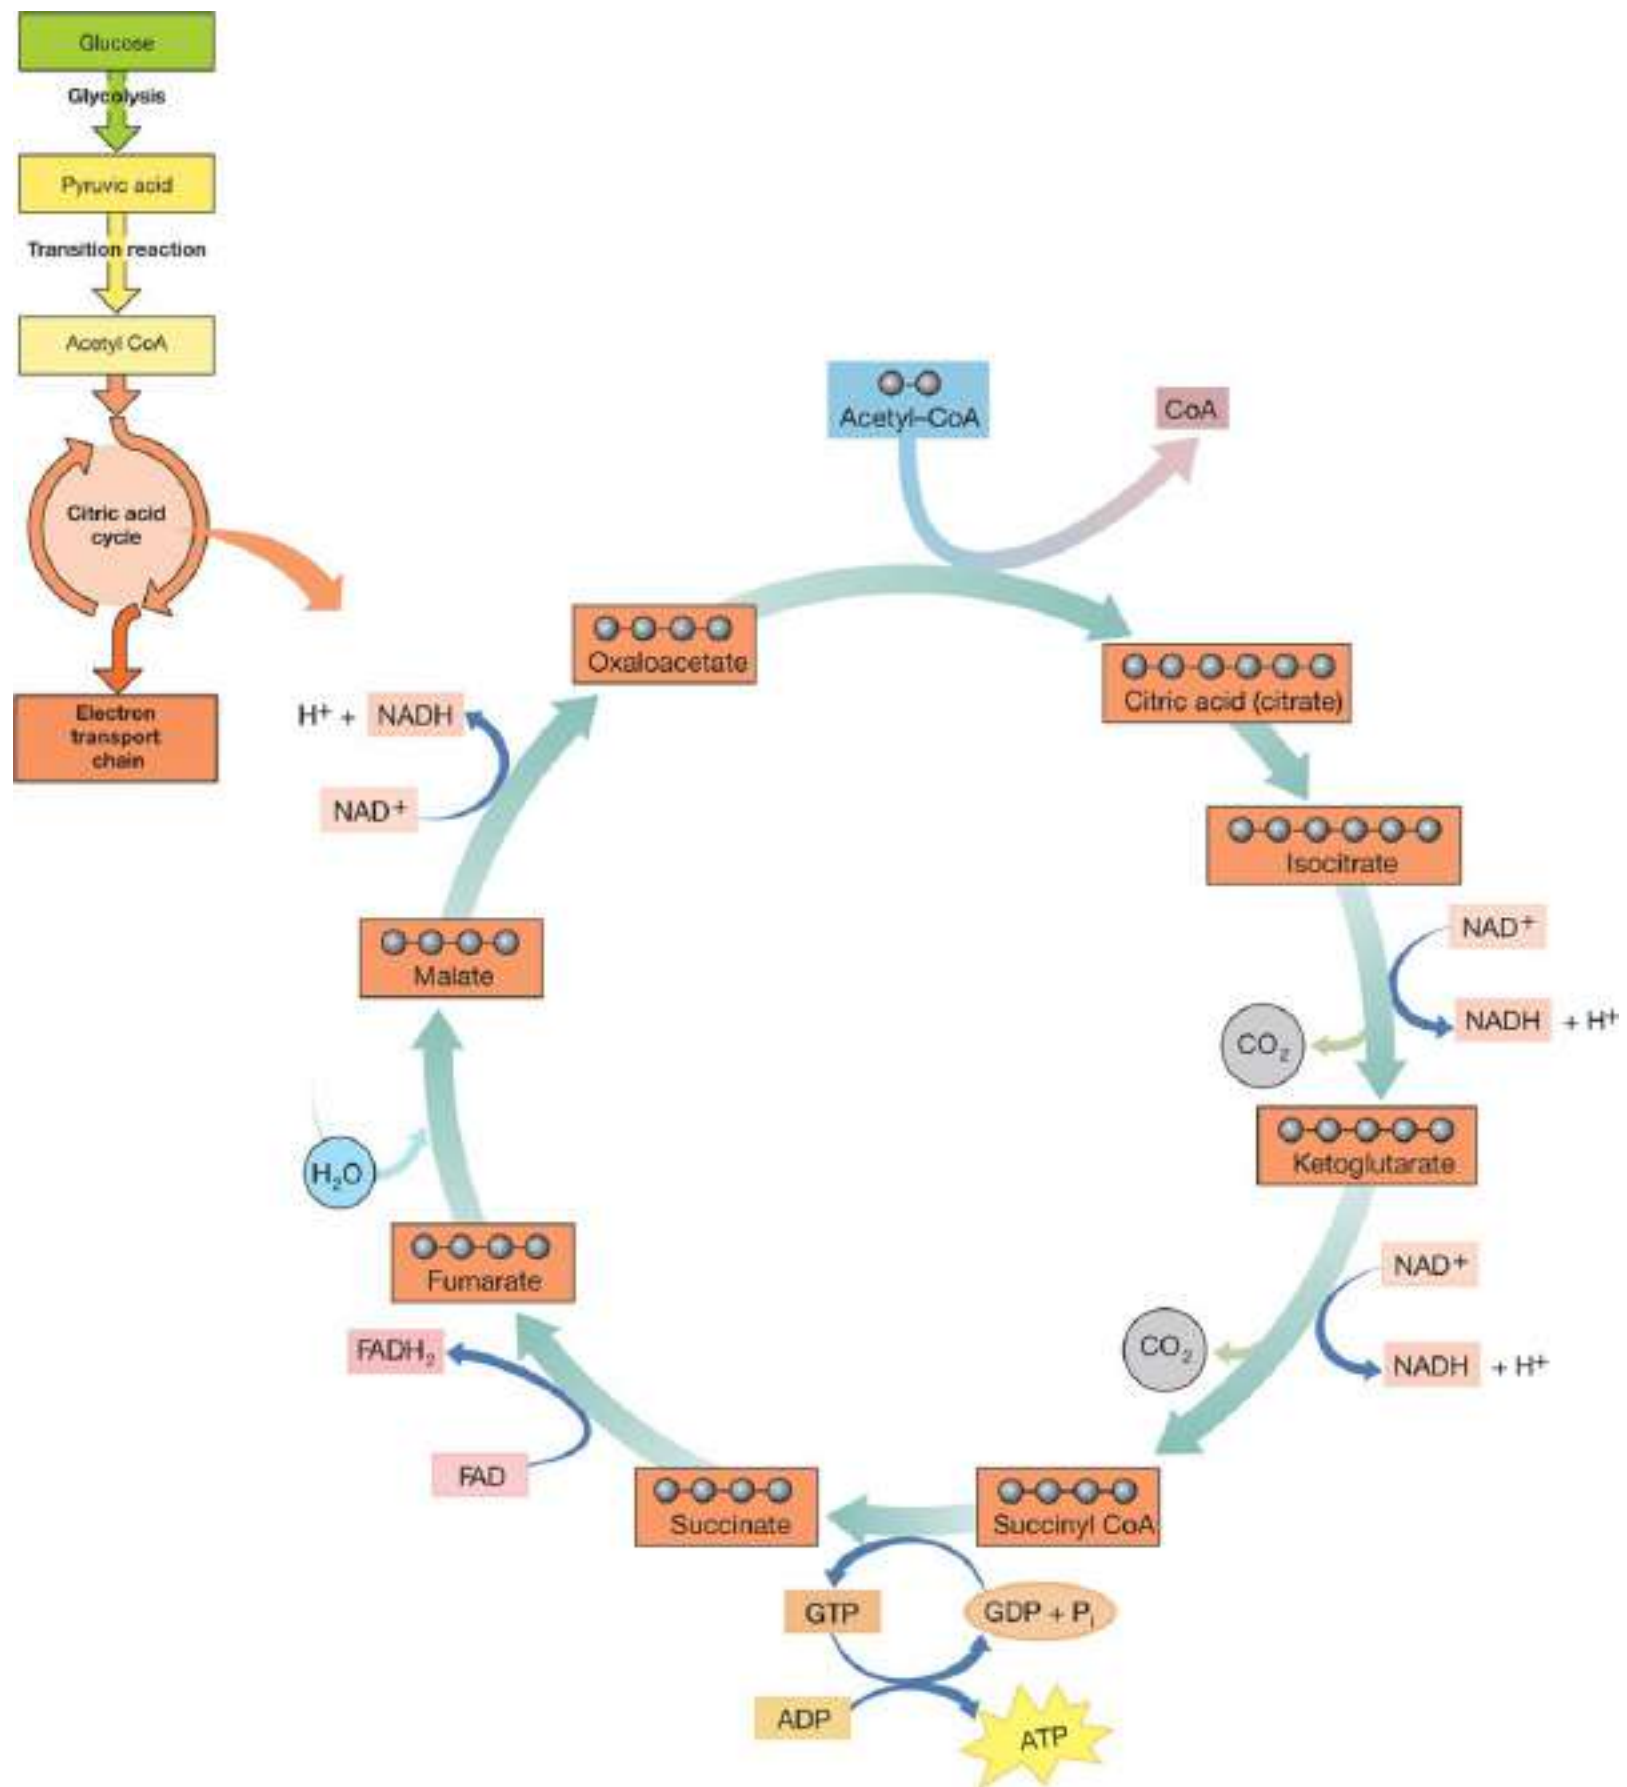 Glucose
Glycolysis
Pyruvic acid
Transition reaction
Acetyl CoA
Citric acid
cycle
Electron
transport
chain
Acetyl–CoA
CoA
Oxaloacetate
Citric acid (citrate)
Isocitrate
NAD+
NADH + H+
CO₂
Ketoglutarate
NAD+
NADH + H+
CO₂
Succinyl CoA
GDP + Pᵢ
GTP
ADP
ATP
Succinate
FAD
FADH₂
Fumarate
H₂O
Malate
NAD+
H+ + NADH